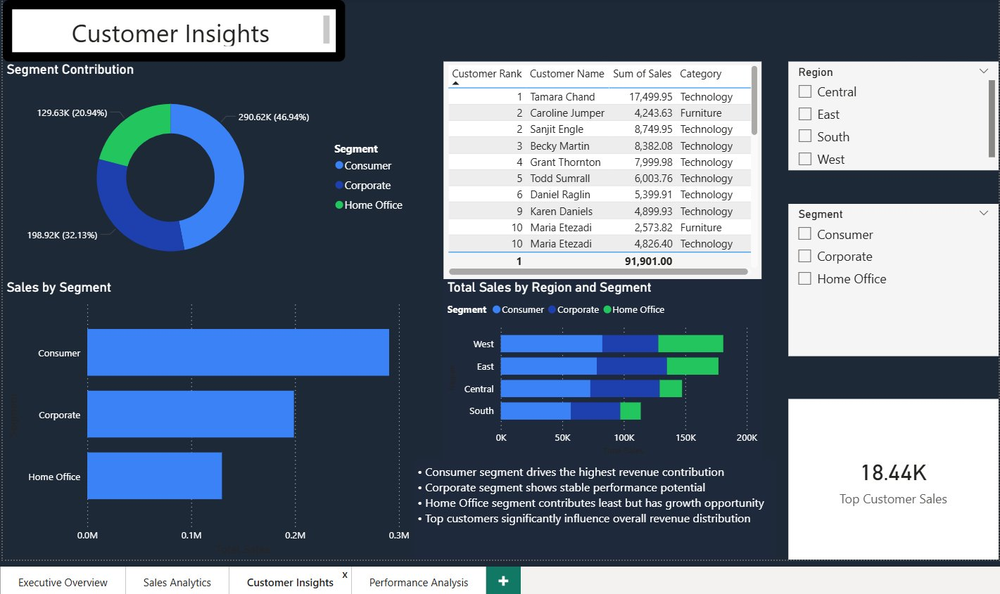 Customer Insights
Segment Contribution
129.63K (20.94%)
290.62K (46.94%)
198.92K (32.13%)
Segment
Consumer
Corporate
Home Office
Customer Rank Customer Name Sum of Sales Category
1 Tamara Chand 17,499.95 Technology
2 Caroline Jumper 4,243.63 Furniture
2 Sanjit Engle 8,749.95 Technology
3 Becky Martin 8,382.08 Technology
4 Grant Thornton 7,999.98 Technology
5 Todd Sumrall 6,003.76 Technology
6 Daniel Raglin 5,399.91 Technology
9 Karen Daniels 4,899.93 Technology
10 Maria Etezadi 2,573.82 Furniture
10 Maria Etezadi 4,826.40 Technology
1 91,901.00
Region
Central
East
South
West
Segment
Consumer
Corporate
Home Office
Sales by Segment
Consumer
Corporate
Home Office
0.0M 0.1M 0.2M 0.3M
Total Sales
Total Sales by Region and Segment
Segment Consumer Corporate Home Office
West
East
Central
South
0K 50K 100K 150K 200K
Total Sales
• Consumer segment drives the highest revenue contribution
• Corporate segment shows stable performance potential
• Home Office segment contributes least but has growth opportunity
• Top customers significantly influence overall revenue distribution
18.44K
Top Customer Sales
Executive Overview Sales Analytics Customer Insights x Performance Analysis +